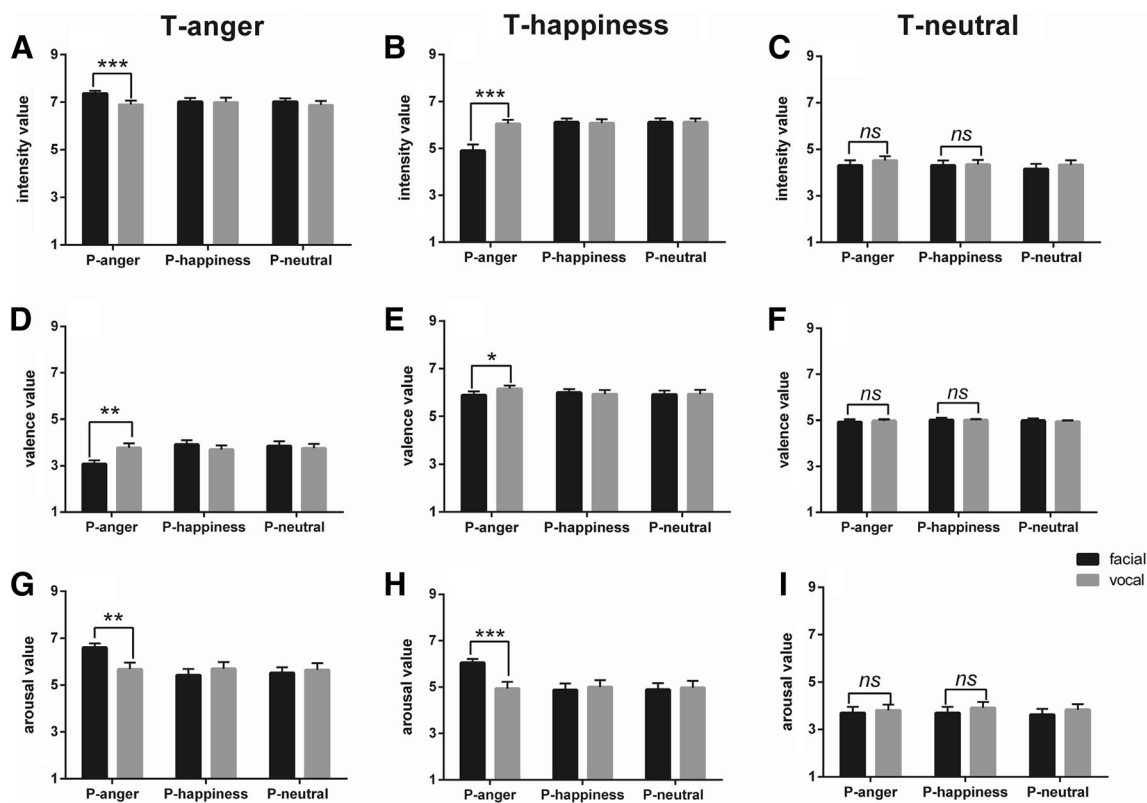 T-anger T-happiness T-neutral
A B C
9 9 9
*** *** ns ns
7 7 7
5 5 5
3 3 3
1 1 1
intensity value intensity value intensity value
P-anger P-happiness P-neutral P-anger P-happiness P-neutral P-anger P-happiness P-neutral
D E F
9 9 9
** * ns ns
7 7 7
5 5 5
3 3 3
1 1 1
valence value valence value valence value
P-anger P-happiness P-neutral P-anger P-happiness P-neutral P-anger P-happiness P-neutral
facial
vocal
G H I
9 9 9
** *** ns ns
7 7 7
5 5 5
3 3 3
1 1 1
arousal value arousal value arousal value
P-anger P-happiness P-neutral P-anger P-happiness P-neutral P-anger P-happiness P-neutral